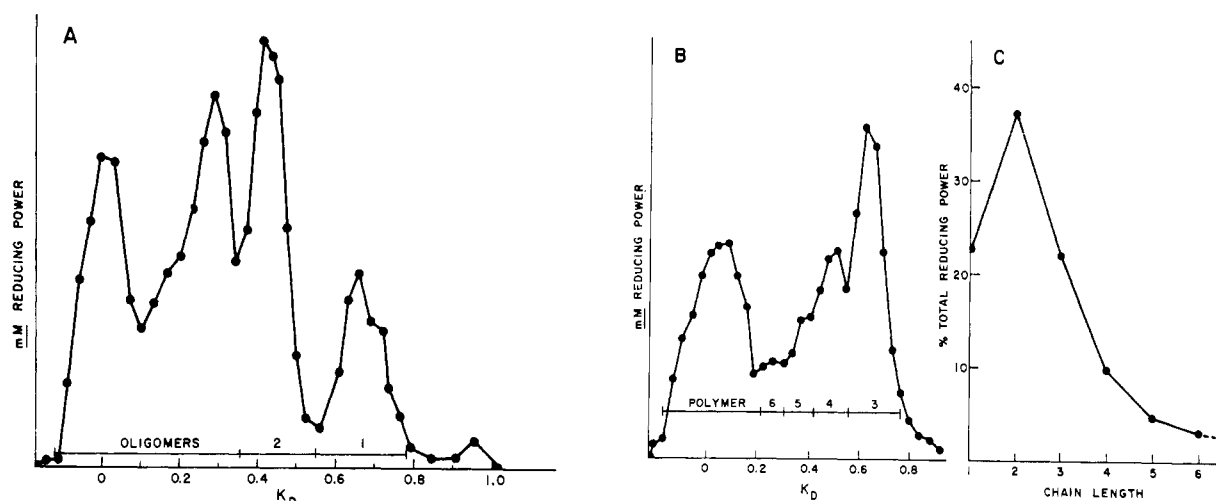 A
mM REDUCING POWER
OLIGOMERS 2 1
0 0.2 0.4 0.6 0.8 1.0
K_D
B
mM REDUCING POWER
POLYMER 6 5 4 3
0 0.2 0.4 0.6 0.8
K_D
C
% TOTAL REDUCING POWER
40
30
20
10
1 2 3 4 5 6
CHAIN LENGTH